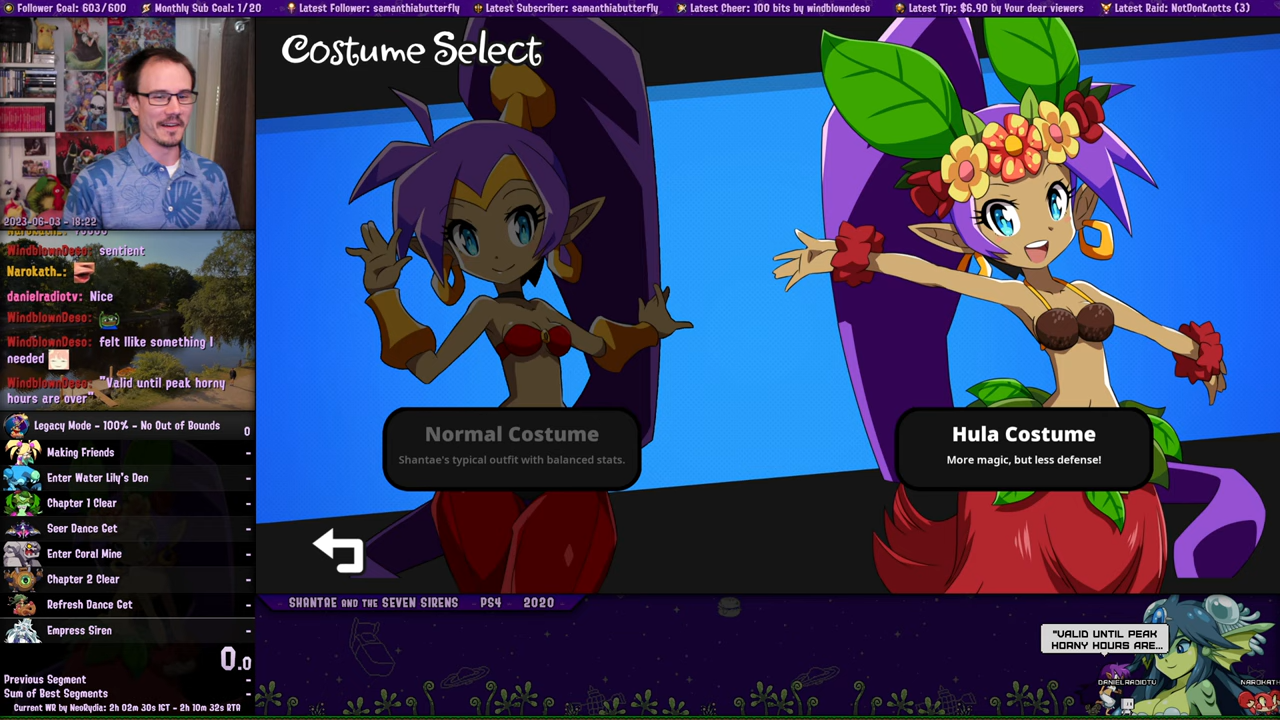 Follower Goal: 603/600
Monthly Sub Goal: 1/20
Latest Follower: samanthiabutterfly
Latest Subscriber: samanthiabutterfly
Latest Cheer: 100 bits by windblowndeso
Latest Tip: $6.90 by Your dear viewers
Latest Raid: NotDonKnotts (3)
Costume Select
2023-06-03 - 18:22
WindblownDeso: sentient
Narokath_:
danielradiotv: Nice
WindblownDeso:
WindblownDeso: felt llike something I
needed
WindblownDeso: "Valid until peak horny
hours are over"
Legacy Mode - 100% - No Out of Bounds
0
Making Friends -
Enter Water Lily's Den -
Chapter 1 Clear -
Seer Dance Get -
Enter Coral Mine -
Chapter 2 Clear -
Refresh Dance Get -
Empress Siren -
0.0
Previous Segment -
Sum of Best Segments -
Current WR by NeoRydia: 2h 02m 30s IGT - 2h 10m 32s RTA
Normal Costume
Shantae's typical outfit with balanced stats.
Hula Costume
More magic, but less defense!
SHANTAE AND THE SEVEN SIRENS - PS4 - 2020
"VALID UNTIL PEAK
HORNY HOURS ARE...
DANIELRADIOTV
NAROKATH